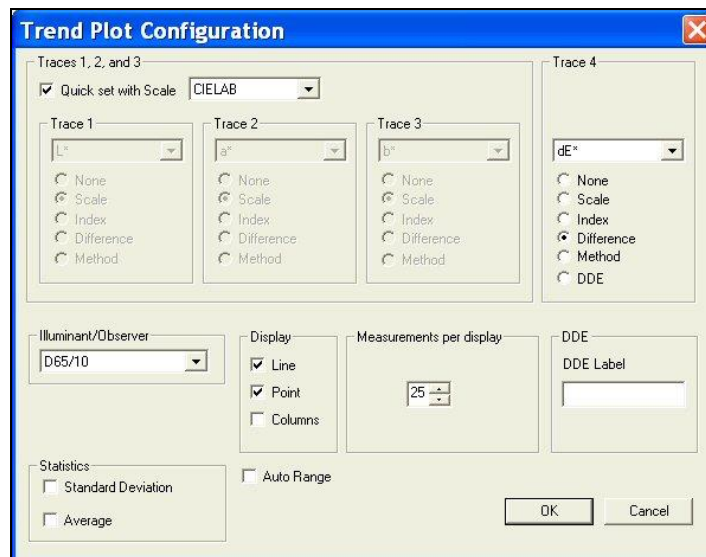 Trend Plot Configuration
Traces 1, 2, and 3
Quick set with Scale CIELAB
Trace 1
L*
None
Scale
Index
Difference
Method
Trace 2
a*
None
Scale
Index
Difference
Method
Trace 3
b*
None
Scale
Index
Difference
Method
Trace 4
dE*
None
Scale
Index
Difference
Method
DDE
Illuminant/Observer
D65/10
Display
Line
Point
Columns
Measurements per display
25
DDE
DDE Label
Statistics
Standard Deviation
Average
Auto Range
OK Cancel